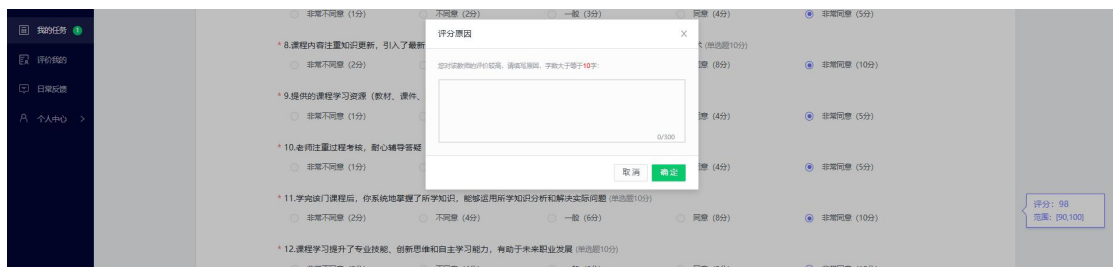 非常不同意 (1分) 不同意 (2分) 一般 (3分) 同意 (4分) 非常同意 (5分)
我的任务 1
评价我的
日常反馈
个人中心 >
* 8.课程内容注重知识更新，引入了最新
术 (单选题10分)
非常不同意 (2分) 意 (8分) 非常同意 (10分)
* 9.提供的课程学习资源（教材、课件、
非常不同意 (1分) 意 (4分) 非常同意 (5分)
* 10.老师注重过程考核，耐心辅导答疑
非常不同意 (1分) 意 (4分) 非常同意 (5分)
评分原因 ×
您对该教师的评价较高，请填写原因，字数大于等于10字：
0/300
取消 确定
* 11.学完该门课程后，你系统地掌握了所学知识，能够运用所学知识分析和解决实际问题 (单选题10分)
非常不同意 (2分) 不同意 (4分) 一般 (6分) 同意 (8分) 非常同意 (10分)
* 12.课程学习提升了专业技能、创新思维和自主学习能力，有助于未来职业发展 (单选题10分)
评分：98
范围：[90,100]